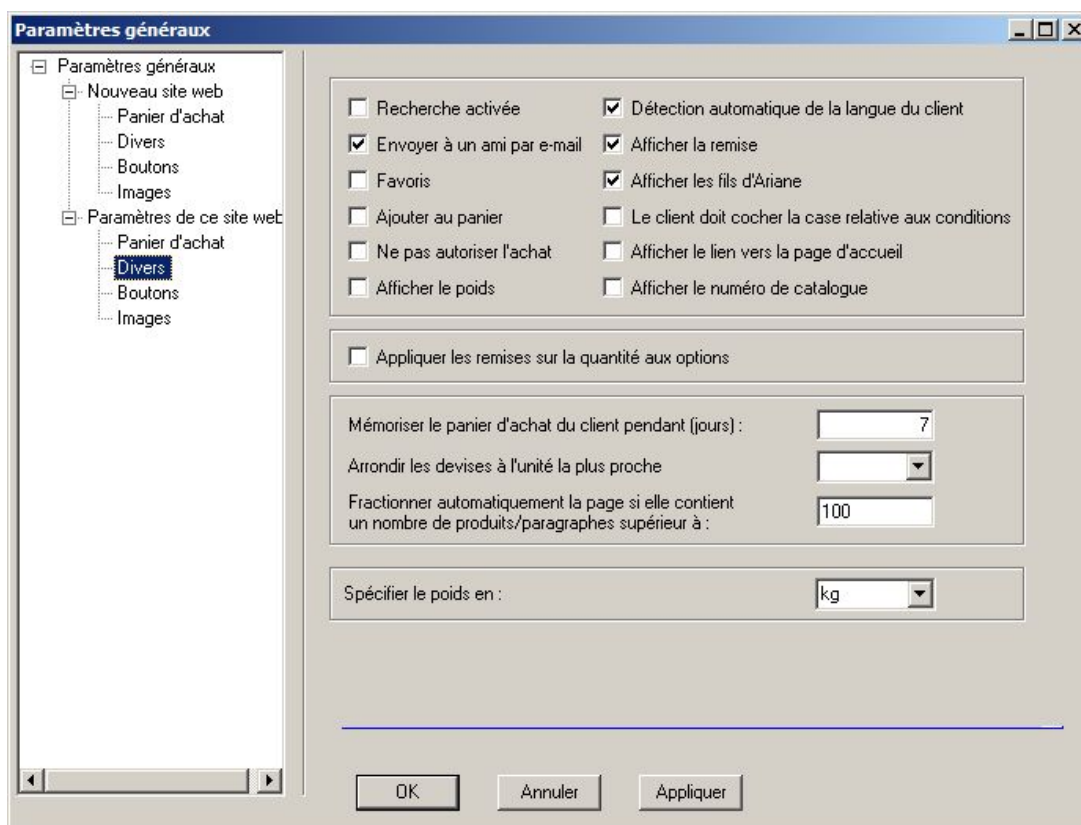 Paramètres généraux
Paramètres généraux
Nouveau site web
Panier d'achat
Divers
Boutons
Images
Paramètres de ce site web
Panier d'achat
Divers
Boutons
Images
Recherche activée
Détection automatique de la langue du client
Envoyer à un ami par e-mail
Afficher la remise
Favoris
Afficher les fils d'Ariane
Ajouter au panier
Le client doit cocher la case relative aux conditions
Ne pas autoriser l'achat
Afficher le lien vers la page d'accueil
Afficher le poids
Afficher le numéro de catalogue
Appliquer les remises sur la quantité aux options
Mémoriser le panier d'achat du client pendant (jours) : 7
Arrondir les devises à l'unité la plus proche
Fractionner automatiquement la page si elle contient
un nombre de produits/paragraphes supérieur à : 100
Spécifier le poids en : kg
OK Annuler Appliquer